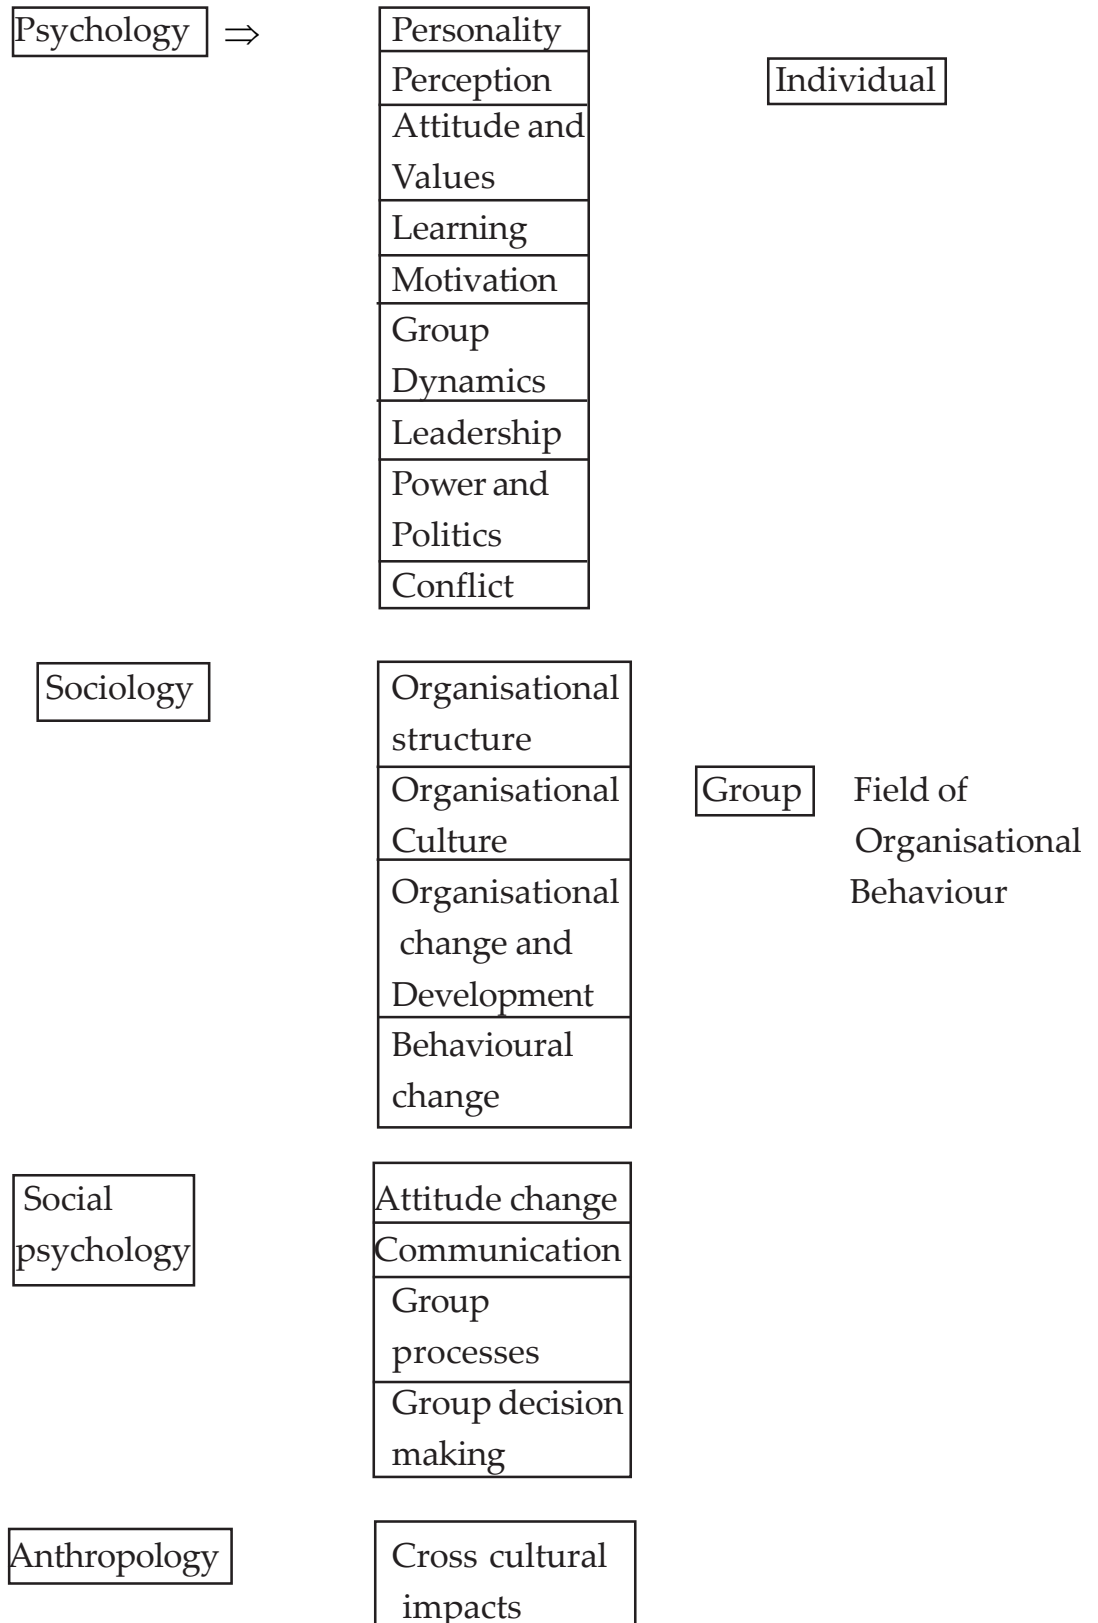 Psychology ⇒
Personality
Perception
Attitude and
Values
Learning
Motivation
Group
Dynamics
Leadership
Power and
Politics
Conflict
Individual
Sociology
Organisational
structure
Organisational
Culture
Organisational
change and
Development
Behavioural
change
Group
Field of
Organisational
Behaviour
Social
psychology
Attitude change
Communication
Group
processes
Group decision
making
Anthropology
Cross cultural
impacts